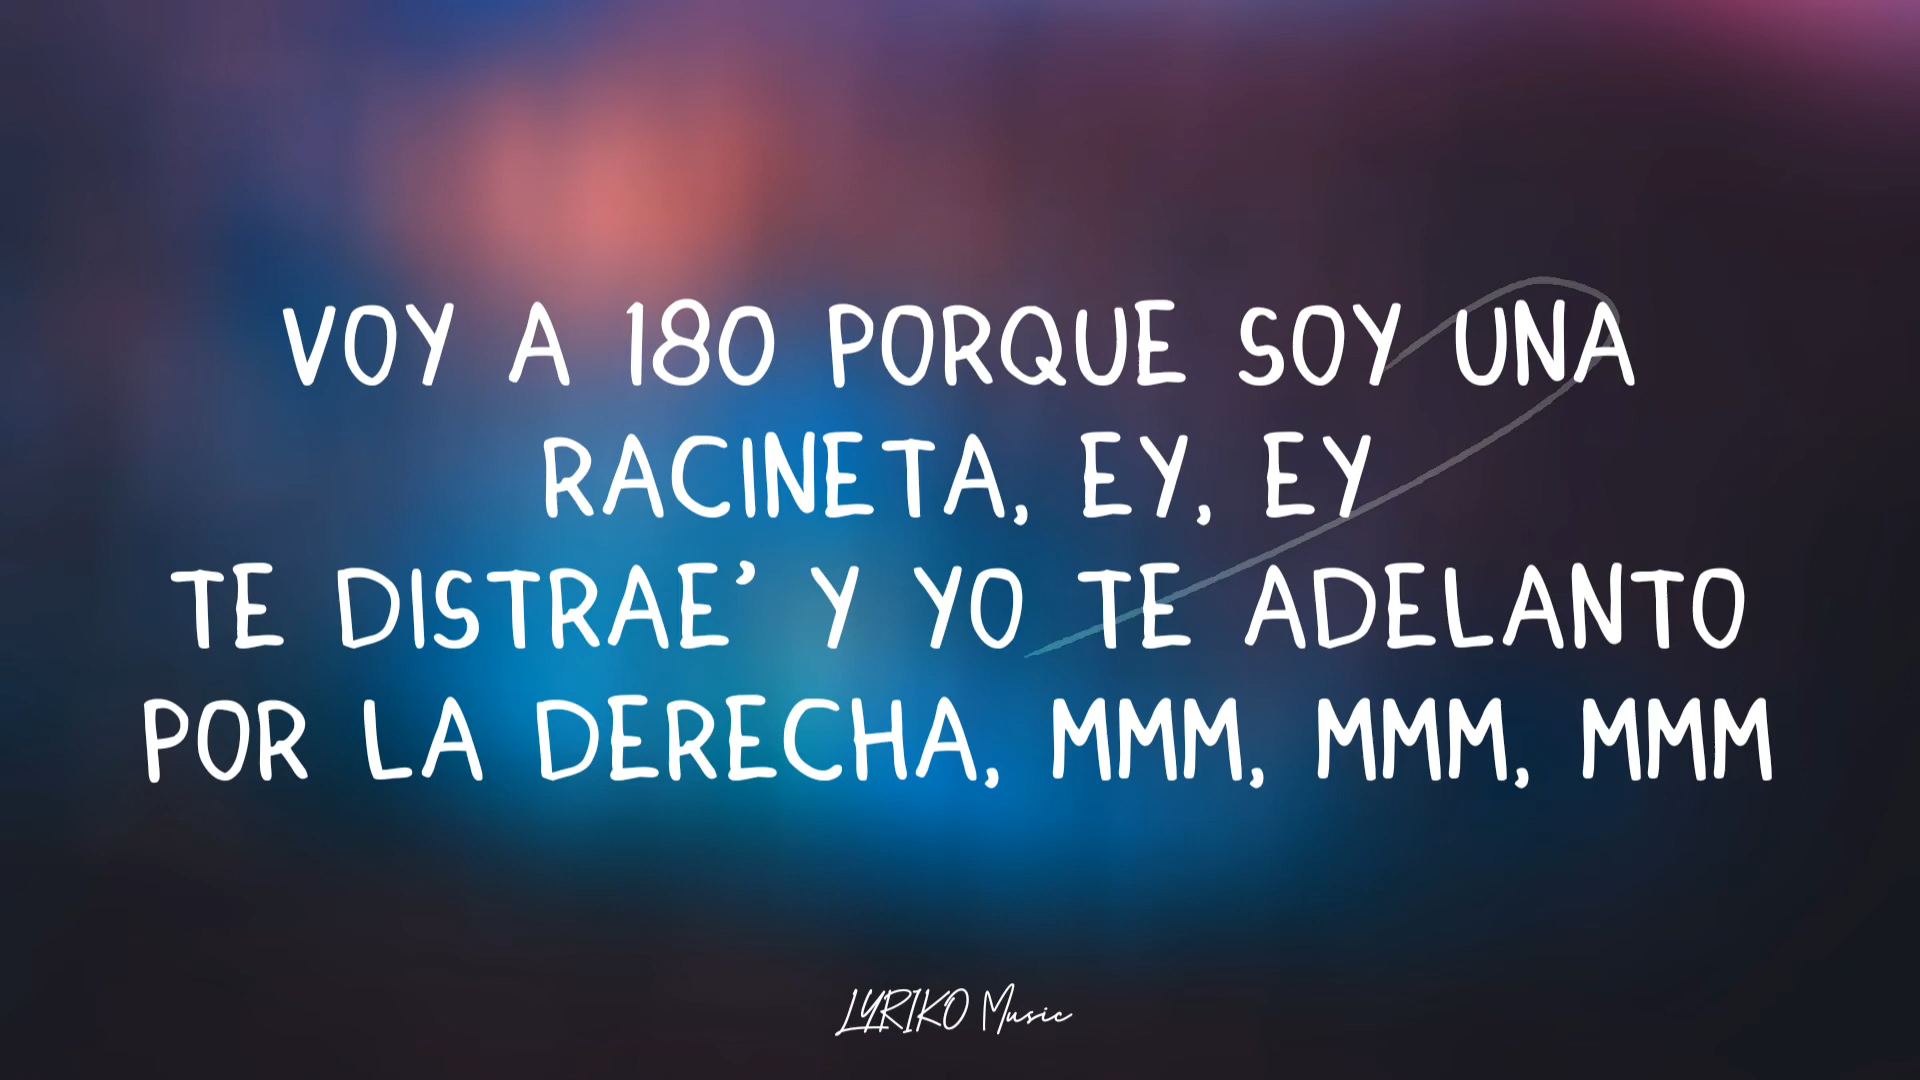 VOY A 180 PORQUE SOY UNA
RACINETA, EY, EY
TE DISTRAE' Y YO TE ADELANTO
POR LA DERECHA, MMM, MMM, MMM
LYRIKO Music